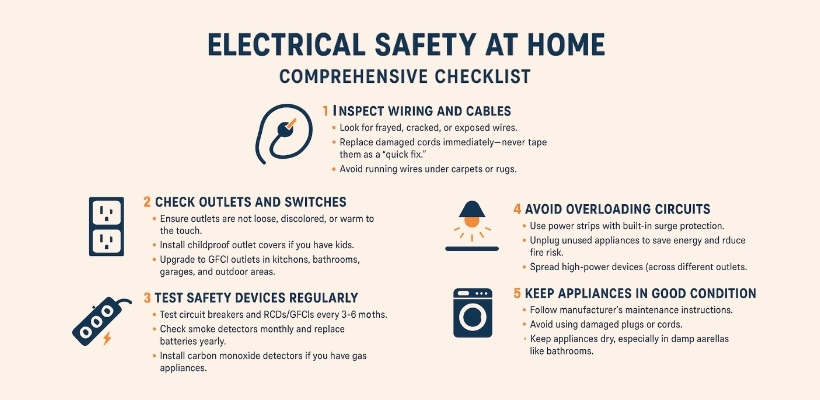 ELECTRICAL SAFETY AT HOME
COMPREHENSIVE CHECKLIST
1 INSPECT WIRING AND CABLES
• Look for frayed, cracked, or exposed wires.
• Replace damaged cords immediately—never tape
them as a “quick fix.”
• Avoid running wires under carpets or rugs.
2 CHECK OUTLETS AND SWITCHES
• Ensure outlets are not loose, discolored, or warm to
the touch.
• Install childproof outlet covers if you have kids.
• Upgrade to GFCI outlets in kitchons, bathrooms,
garages, and outdoor areas.
3 TEST SAFETY DEVICES REGULARLY
• Test circuit breakers and RCDs/GFCIs every 3-6 moths.
• Check smoke detectors monthly and replace
batteries yearly.
• Install carbon monoxide detectors if you have gas
appliances.
4 AVOID OVERLOADING CIRCUITS
• Use power strips with built-in surge protection.
• Unplug unused appliances to save energy and rduce
fire risk.
• Spread high-power devices (across different outlets.
5 KEEP APPLIANCES IN GOOD CONDITION
• Follow manufacturer’s maintenance instructions.
• Avoid using damaged plugs or cords.
• Keep appliances dry, especially in damp aarellas
like bathrooms.